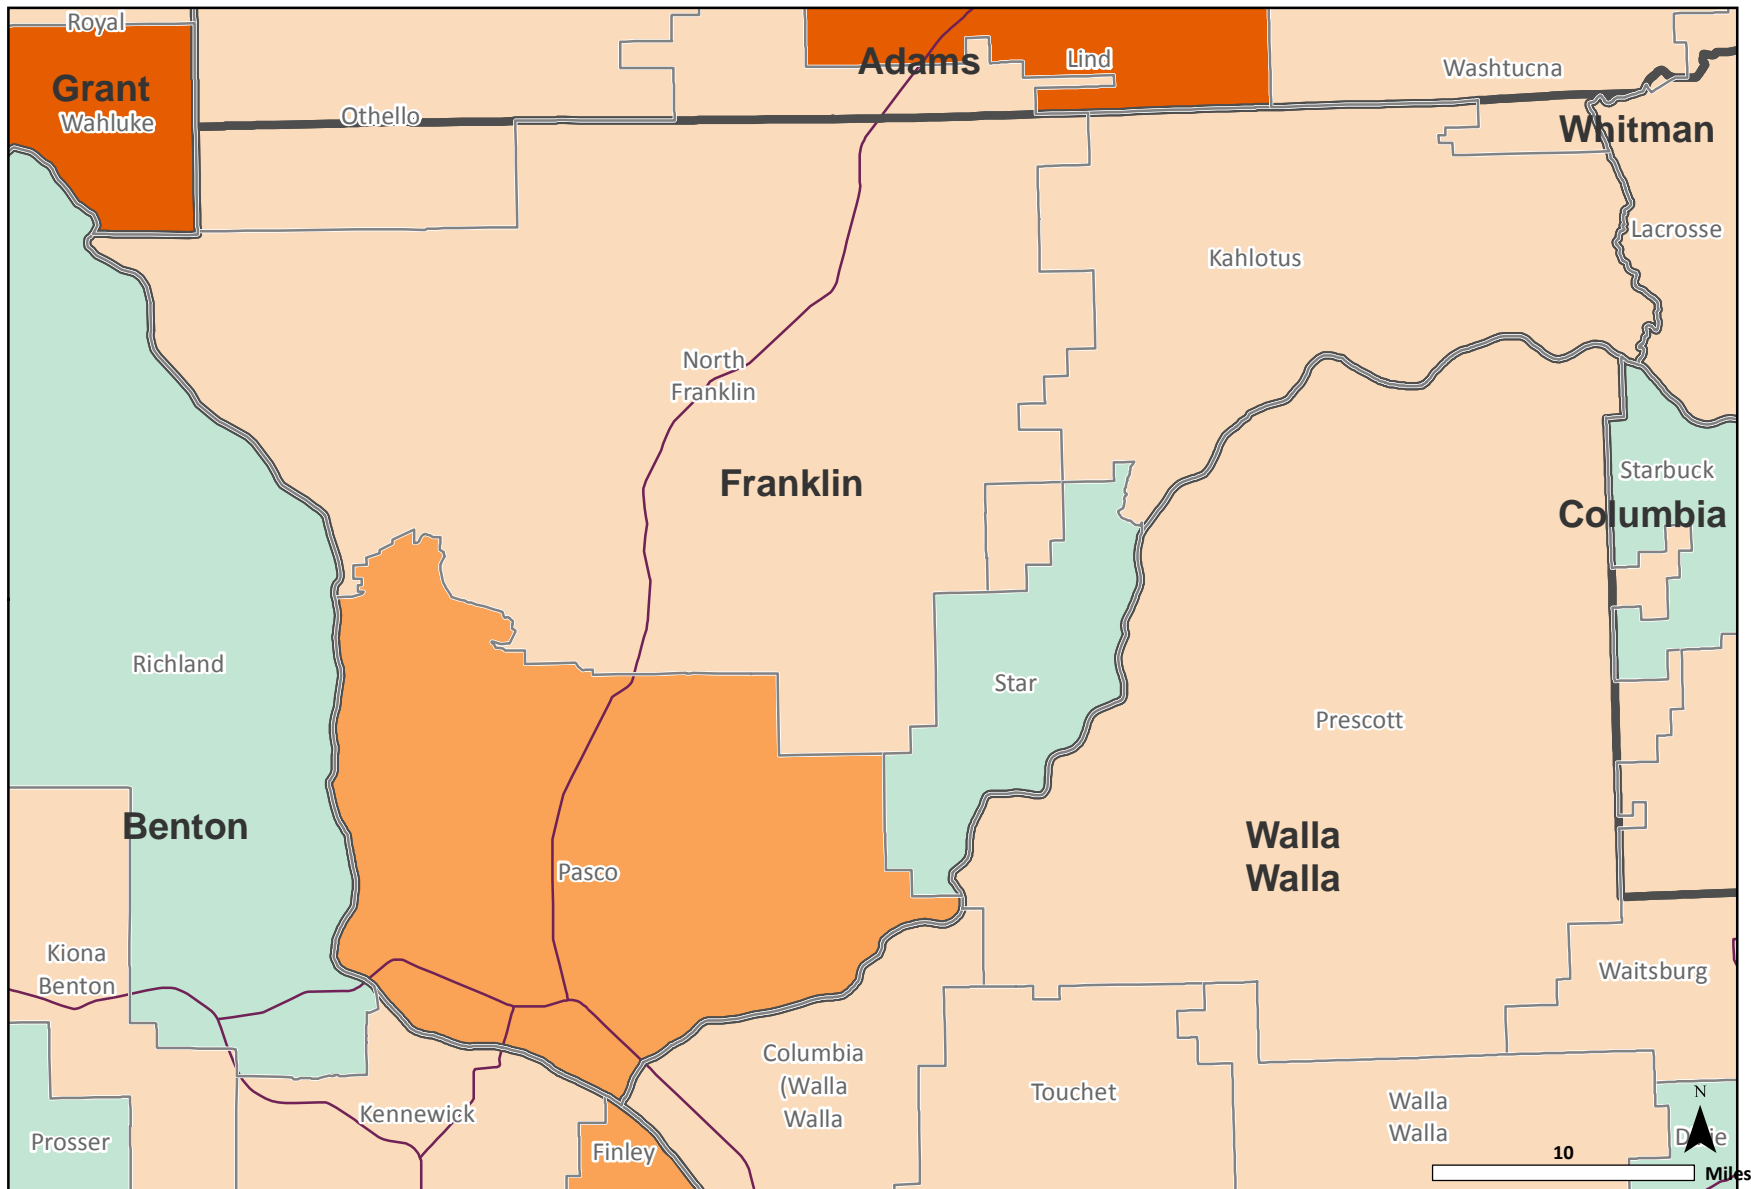 Royal
Adams
Lind
Washtucna
Grant
Wahluke
Othello
Whitman
Lacrosse
Kahlotus
North
Franklin
Franklin
Starbuck
Columbia
Richland
Star
Prescott
Benton
Walla
Walla
Pasco
Kiona
Benton
Waitsburg
Columbia
(Walla
Walla
Touchet
Walla
Walla
Kennewick
Prosser
Finley
N
10
Miles